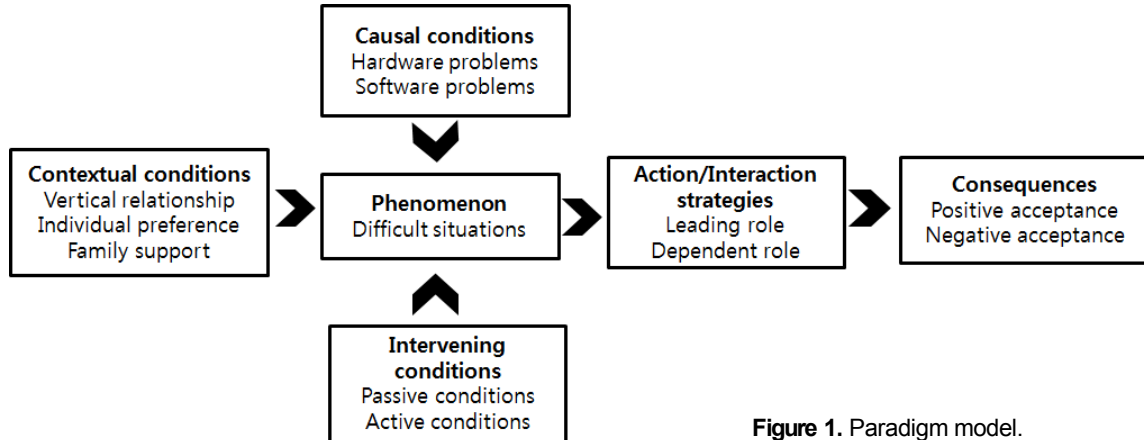 Causal conditions
Hardware problems
Software problems
Contextual conditions
Vertical relationship
Individual preference
Family support
Phenomenon
Difficult situations
Action/Interaction
strategies
Leading role
Dependent role
Consequences
Positive acceptance
Negative acceptance
Intervening
conditions
Passive conditions
Active conditions
Figure 1. Paradigm model.